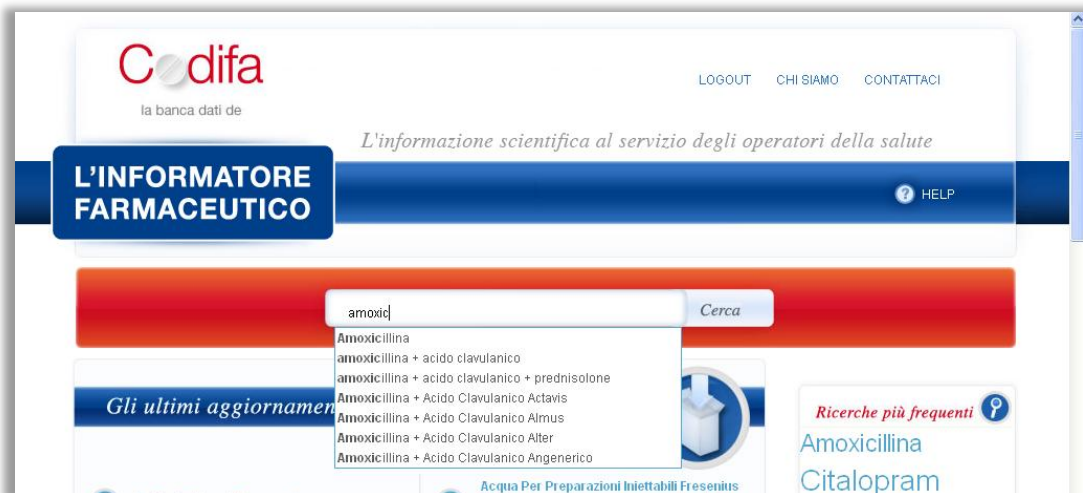 Codifa
la banca dati de
LOGOUT CHI SIAMO CONTATTACI
L'informazione scientifica al servizio degli operatori della salute
L'INFORMATORE
FARMACEUTICO
? HELP
amoxic Cerca
Amoxicillina
amoxicillina + acido clavulanico
amoxicillina + acido clavulanico + prednisolone
Amoxicillina + Acido Clavulanico Actavis
Amoxicillina + Acido Clavulanico Almus
Amoxicillina + Acido Clavulanico Alter
Amoxicillina + Acido Clavulanico Angenerico
Gli ultimi aggiornamen
Acqua Per Preparazioni Iniettabili Fresenius
Ricerche più frequenti
Amoxicillina
Citalopram